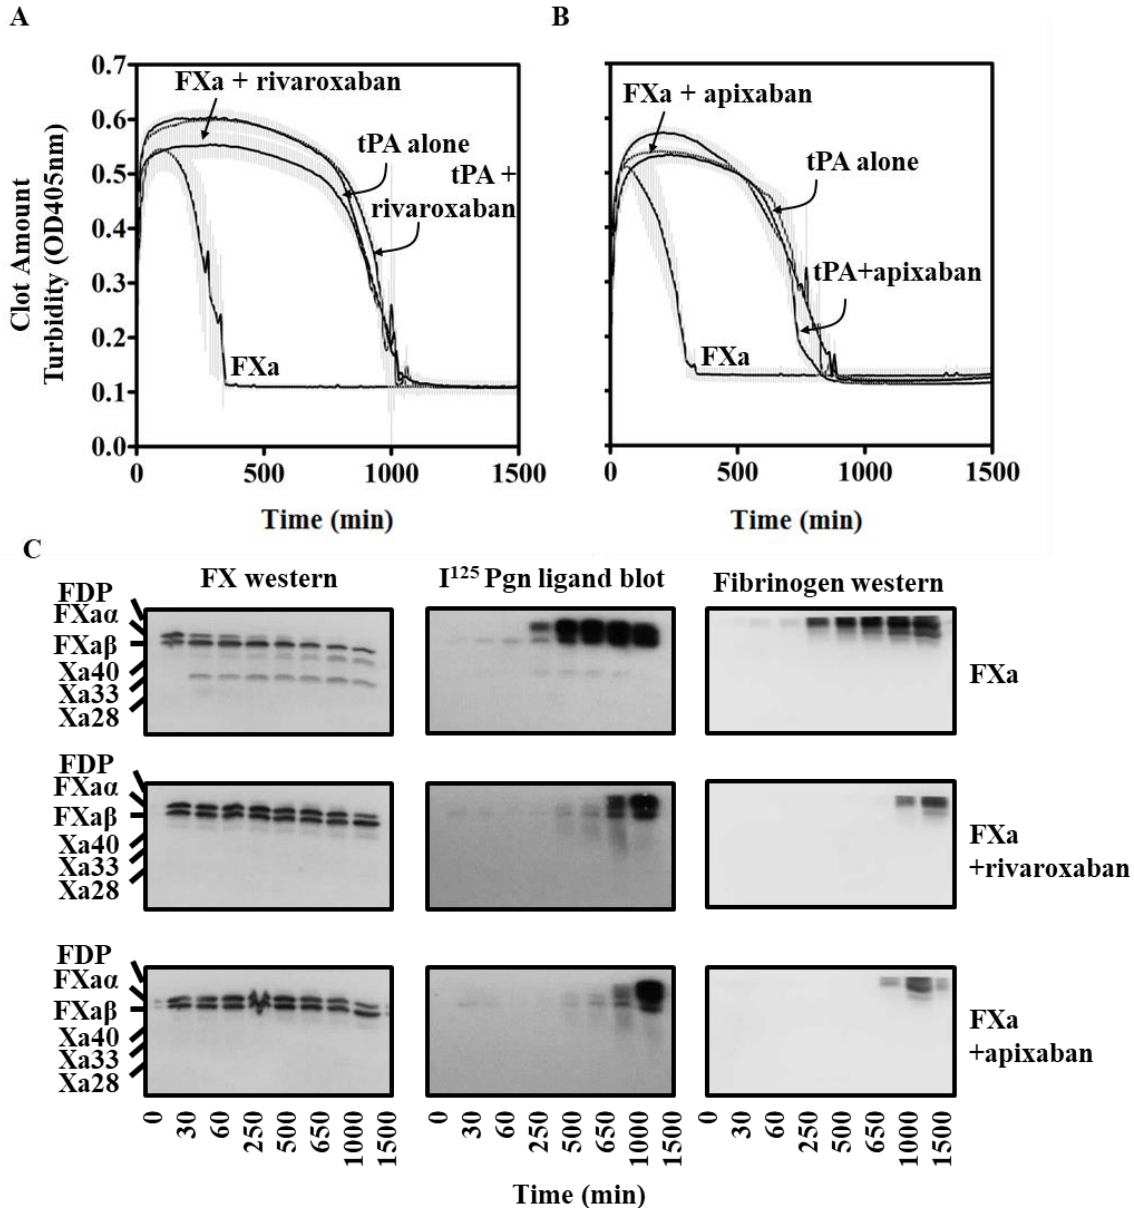 A
B
0.7
0.6
0.5
0.4
0.3
0.2
0.1
0.0
Clot Amount
Turbidity (OD405nm)
FXa + rivaroxaban
tPA alone
tPA +
rivaroxaban
FXa
0 500 1000 1500
Time (min)
FXa + apixaban
tPA alone
tPA+apixaban
FXa
0 500 1000 1500
Time (min)
C
FX western
I¹²⁵ Pgn ligand blot
Fibrinogen western
FDP
FXaα
FXaβ
Xa40
Xa33
Xa28
FXa
FDP
FXaα
FXaβ
Xa40
Xa33
Xa28
FXa
+rivaroxaban
FDP
FXaα
FXaβ
Xa40
Xa33
Xa28
FXa
+apixaban
0 30 60 250 500 650 1000 1500
0 30 60 250 500 650 1000 1500
0 30 60 250 500 650 1000 1500
Time (min)